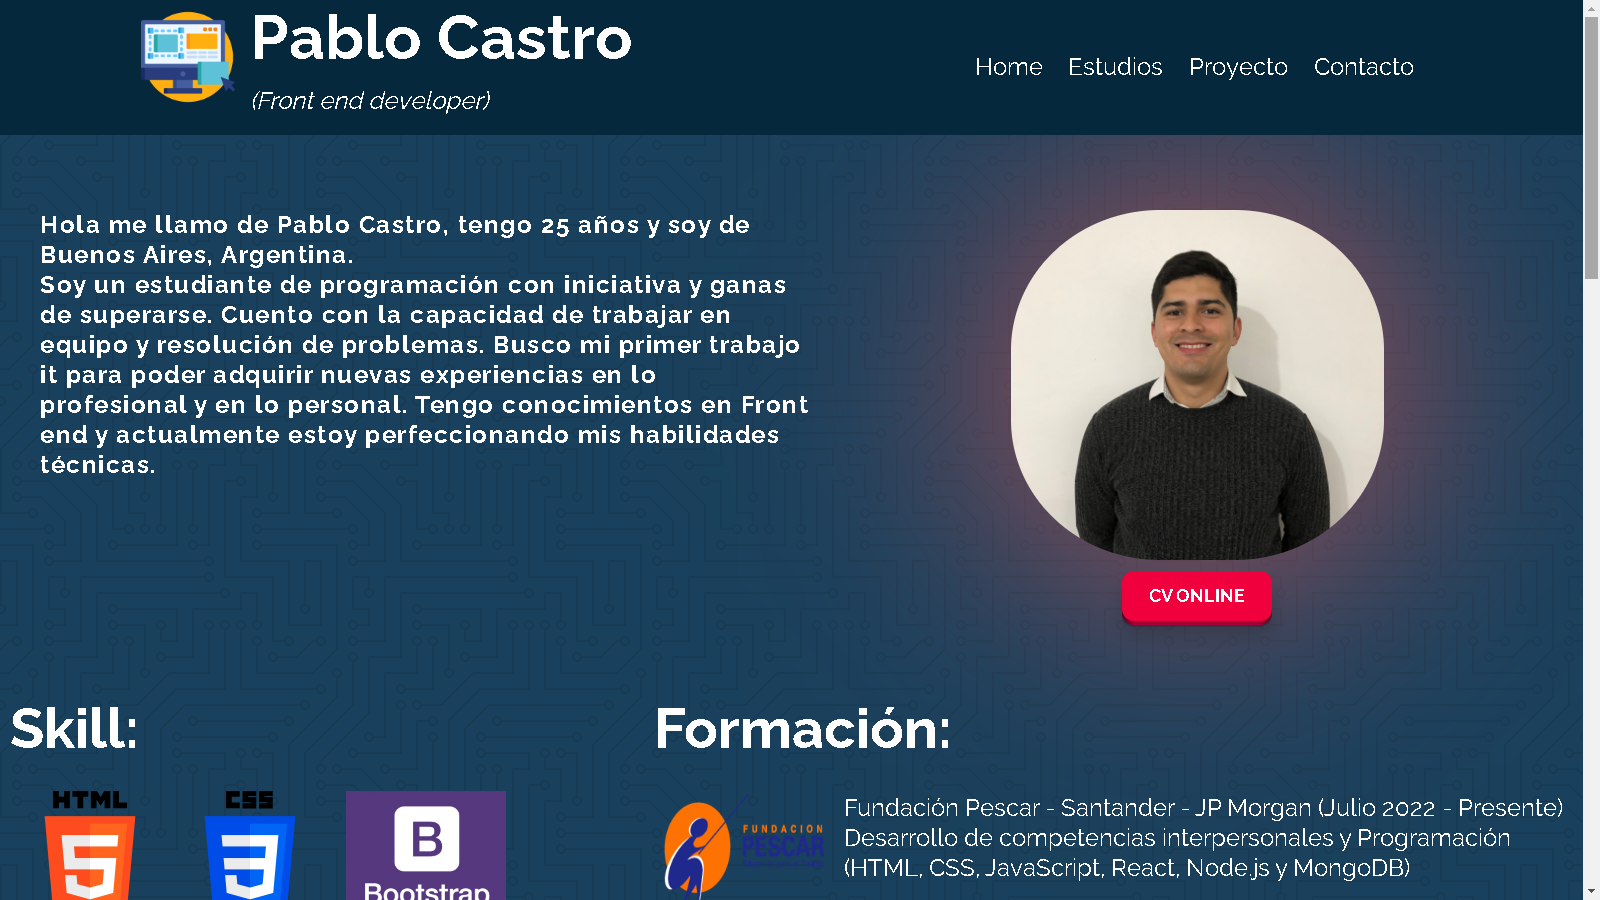 Pablo Castro
(Front end developer)
Home Estudios Proyecto Contacto
Hola me llamo de Pablo Castro, tengo 25 años y soy de
Buenos Aires, Argentina.
Soy un estudiante de programación con iniciativa y ganas
de superarse. Cuento con la capacidad de trabajar en
equipo y resolución de problemas. Busco mi primer trabajo
it para poder adquirir nuevas experiencias en lo
profesional y en lo personal. Tengo conocimientos en Front
end y actualmente estoy perfeccionando mis habilidades
técnicas.
CV ONLINE
Skill:
HTML
5
CSS
3
B
Bootstrap
Formación:
FUNDACION
PESCAR
Fundación Pescar - Santander - JP Morgan (Julio 2022 - Presente)
Desarrollo de competencias interpersonales y Programación
(HTML, CSS, JavaScript, React, Node.js y MongoDB)